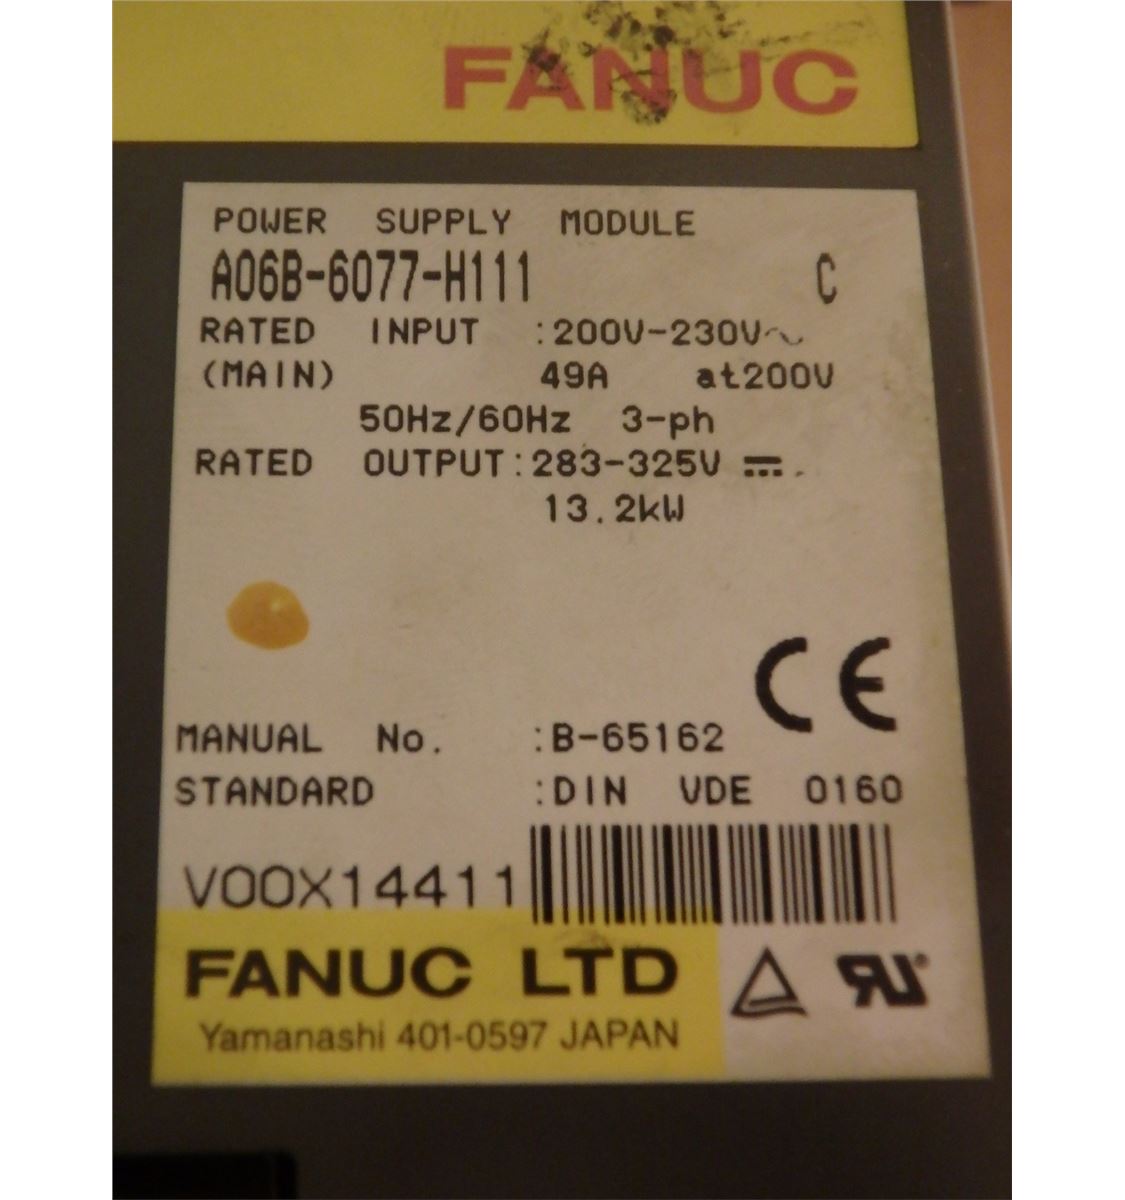 FANUC
POWER SUPPLY MODULE
A06B-6077-H111 C
RATED INPUT :200V-230V~
(MAIN) 49A at200V
50Hz/60Hz 3-ph
RATED OUTPUT:283-325V ⎓
13.2kW
CE
MANUAL No. :B-65162
STANDARD :DIN VDE 0160
V00X14411
FANUC LTD
Yamanashi 401-0597 JAPAN
RU